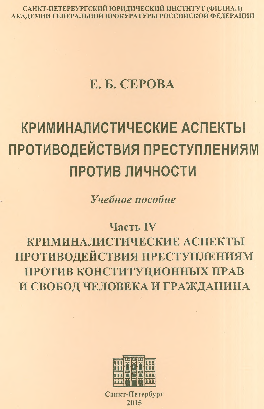 САНКТ-ПЕТЕРБУРГСКИЙ ЮРИДИЧЕСКИЙ ИНСТИТУТ (ФИЛИАЛ)
АКАДЕМИИ ГЕНЕРАЛЬНОЙ ПРОКУРАТУРЫ РОССИЙСКОЙ ФЕДЕРАЦИИ
Е. Б. СЕРОВА
КРИМИНАЛИСТИЧЕСКИЕ АСПЕКТЫ
ПРОТИВОДЕЙСТВИЯ ПРЕСТУПЛЕНИЯМ
ПРОТИВ ЛИЧНОСТИ
Учебное пособие
Часть IV
КРИМИНАЛИСТИЧЕСКИЕ АСПЕКТЫ
ПРОТИВОДЕЙСТВИЯ ПРЕСТУПЛЕНИЯМ
ПРОТИВ КОНСТИТУЦИОННЫХ ПРАВ
И СВОБОД ЧЕЛОВЕКА И ГРАЖДАНИНА
Санкт-Петербург
2015